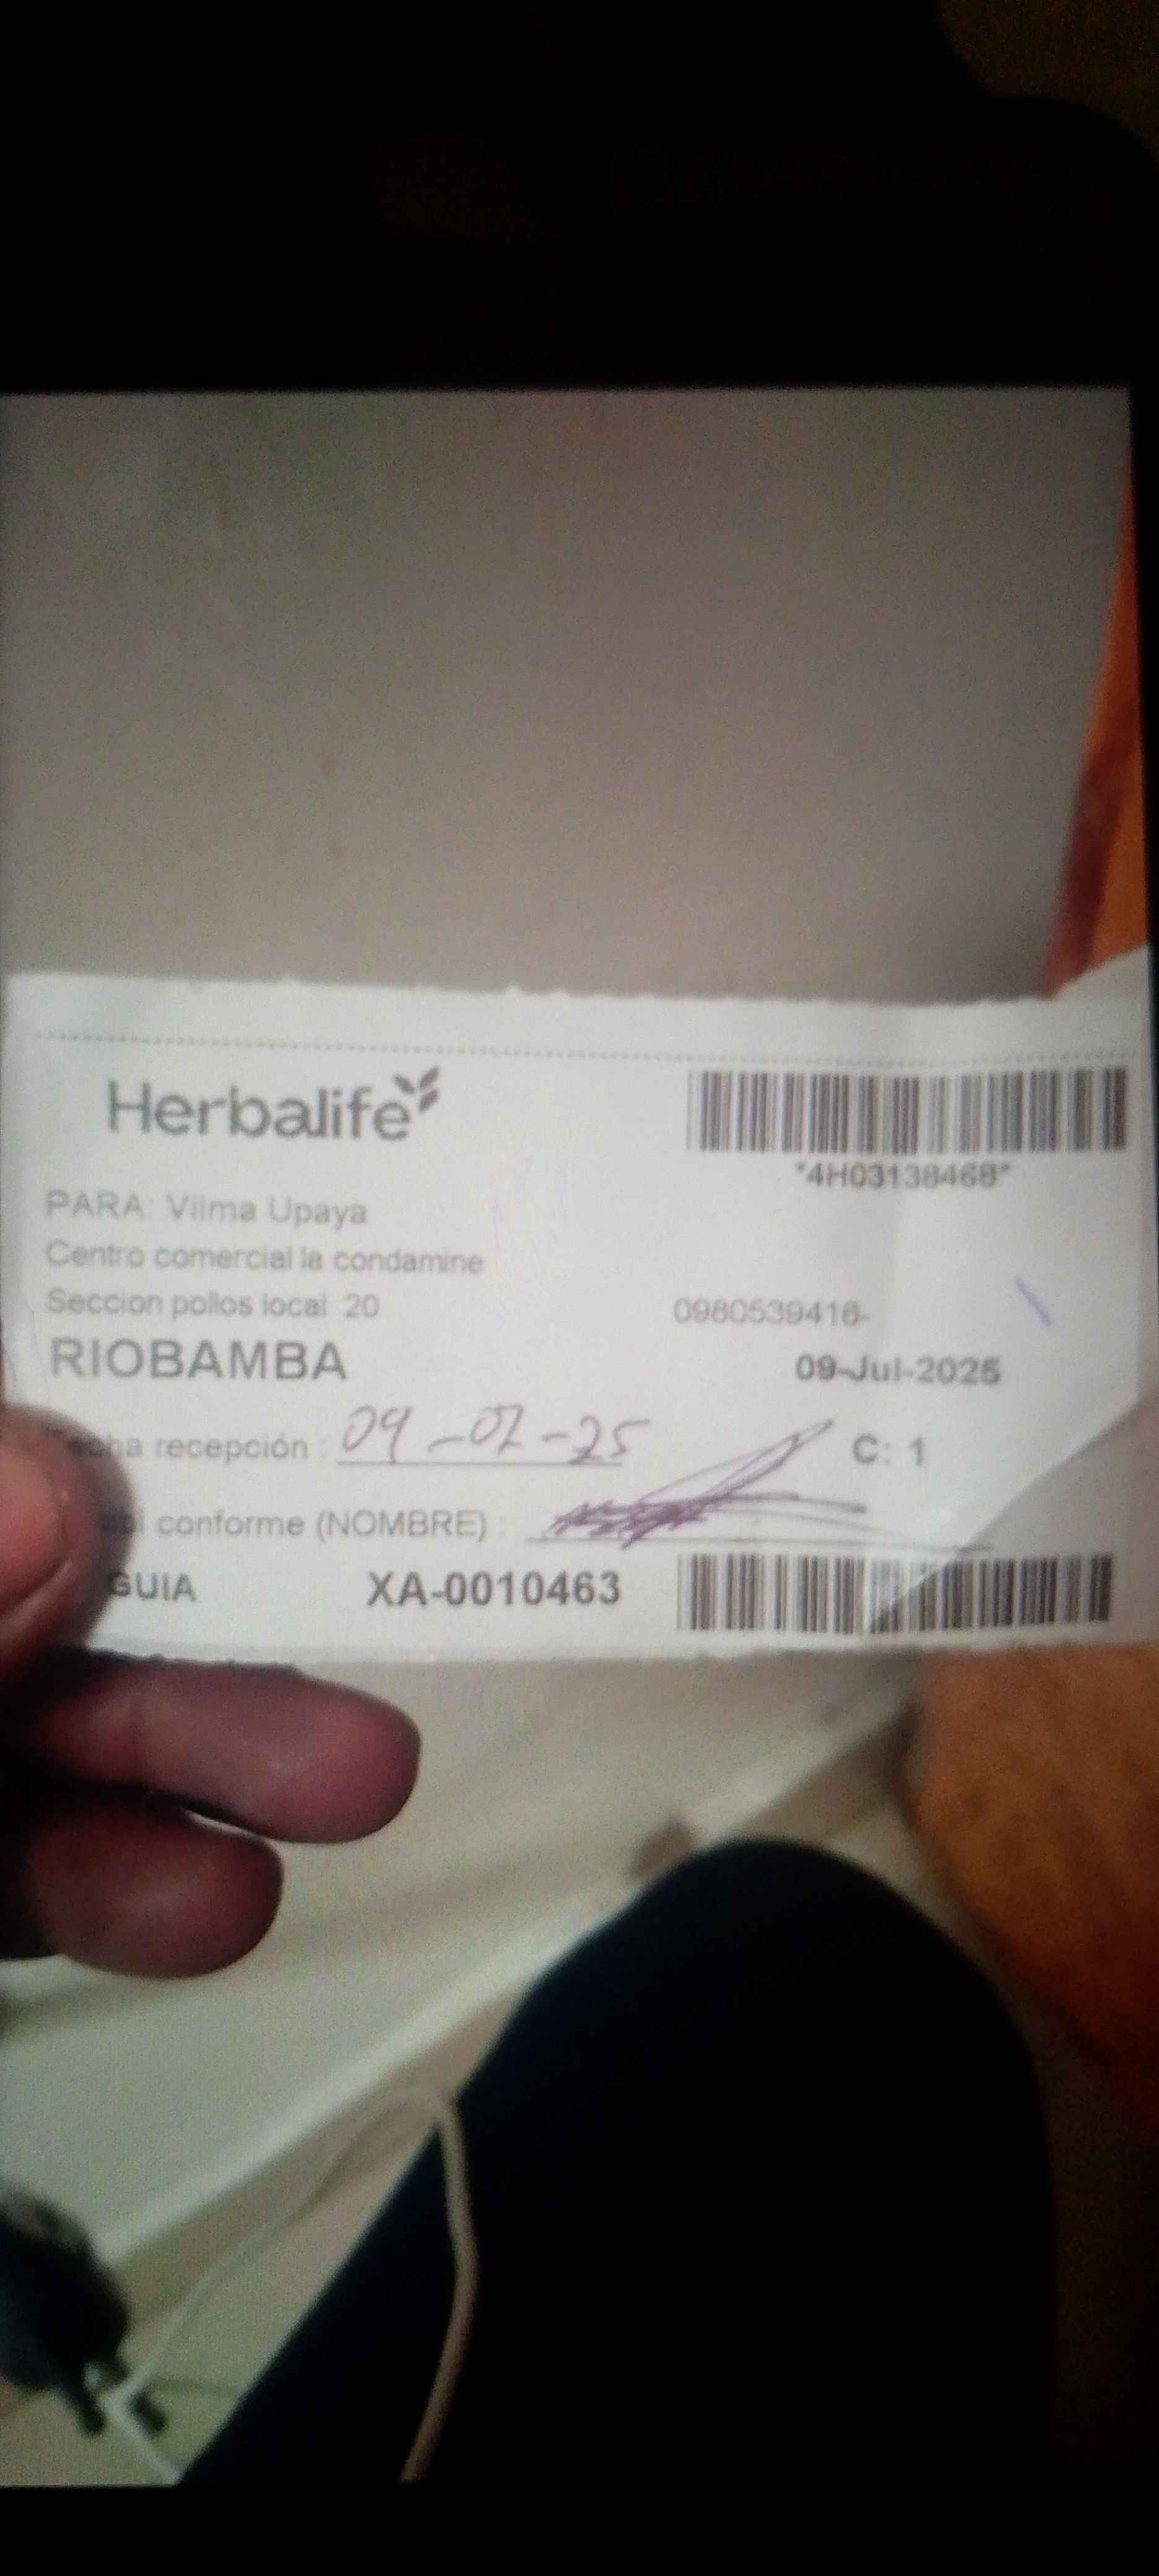 Herbalife
*4H03138468*
PARA: Vilma Upaya
Centro comercial la condamine
Seccion pollos local 20
0980539416-
RIOBAMBA
09-Jul-2025
recepción : 09-07-25
C: 1
conforme (NOMBRE) :
GUIA XA-0010463